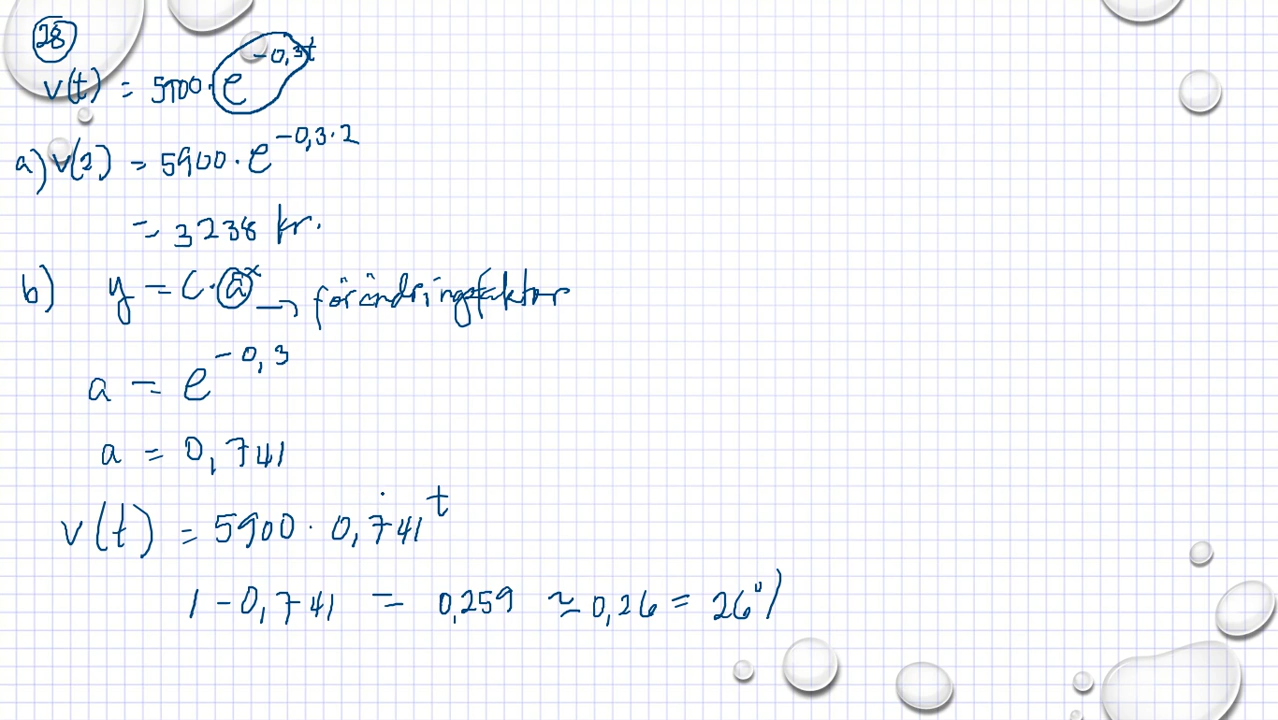 28
v(t) = 5900 · e^-0,3t
a) v(2) = 5900 · e^-0,3·2
= 3238 kr.
b) y = C · a^x → förändringsfaktor
a = e^-0,3
a = 0,741
v(t) = 5900 · 0,741^t
1 - 0,741 = 0,259 ≃ 0,26 = 26%